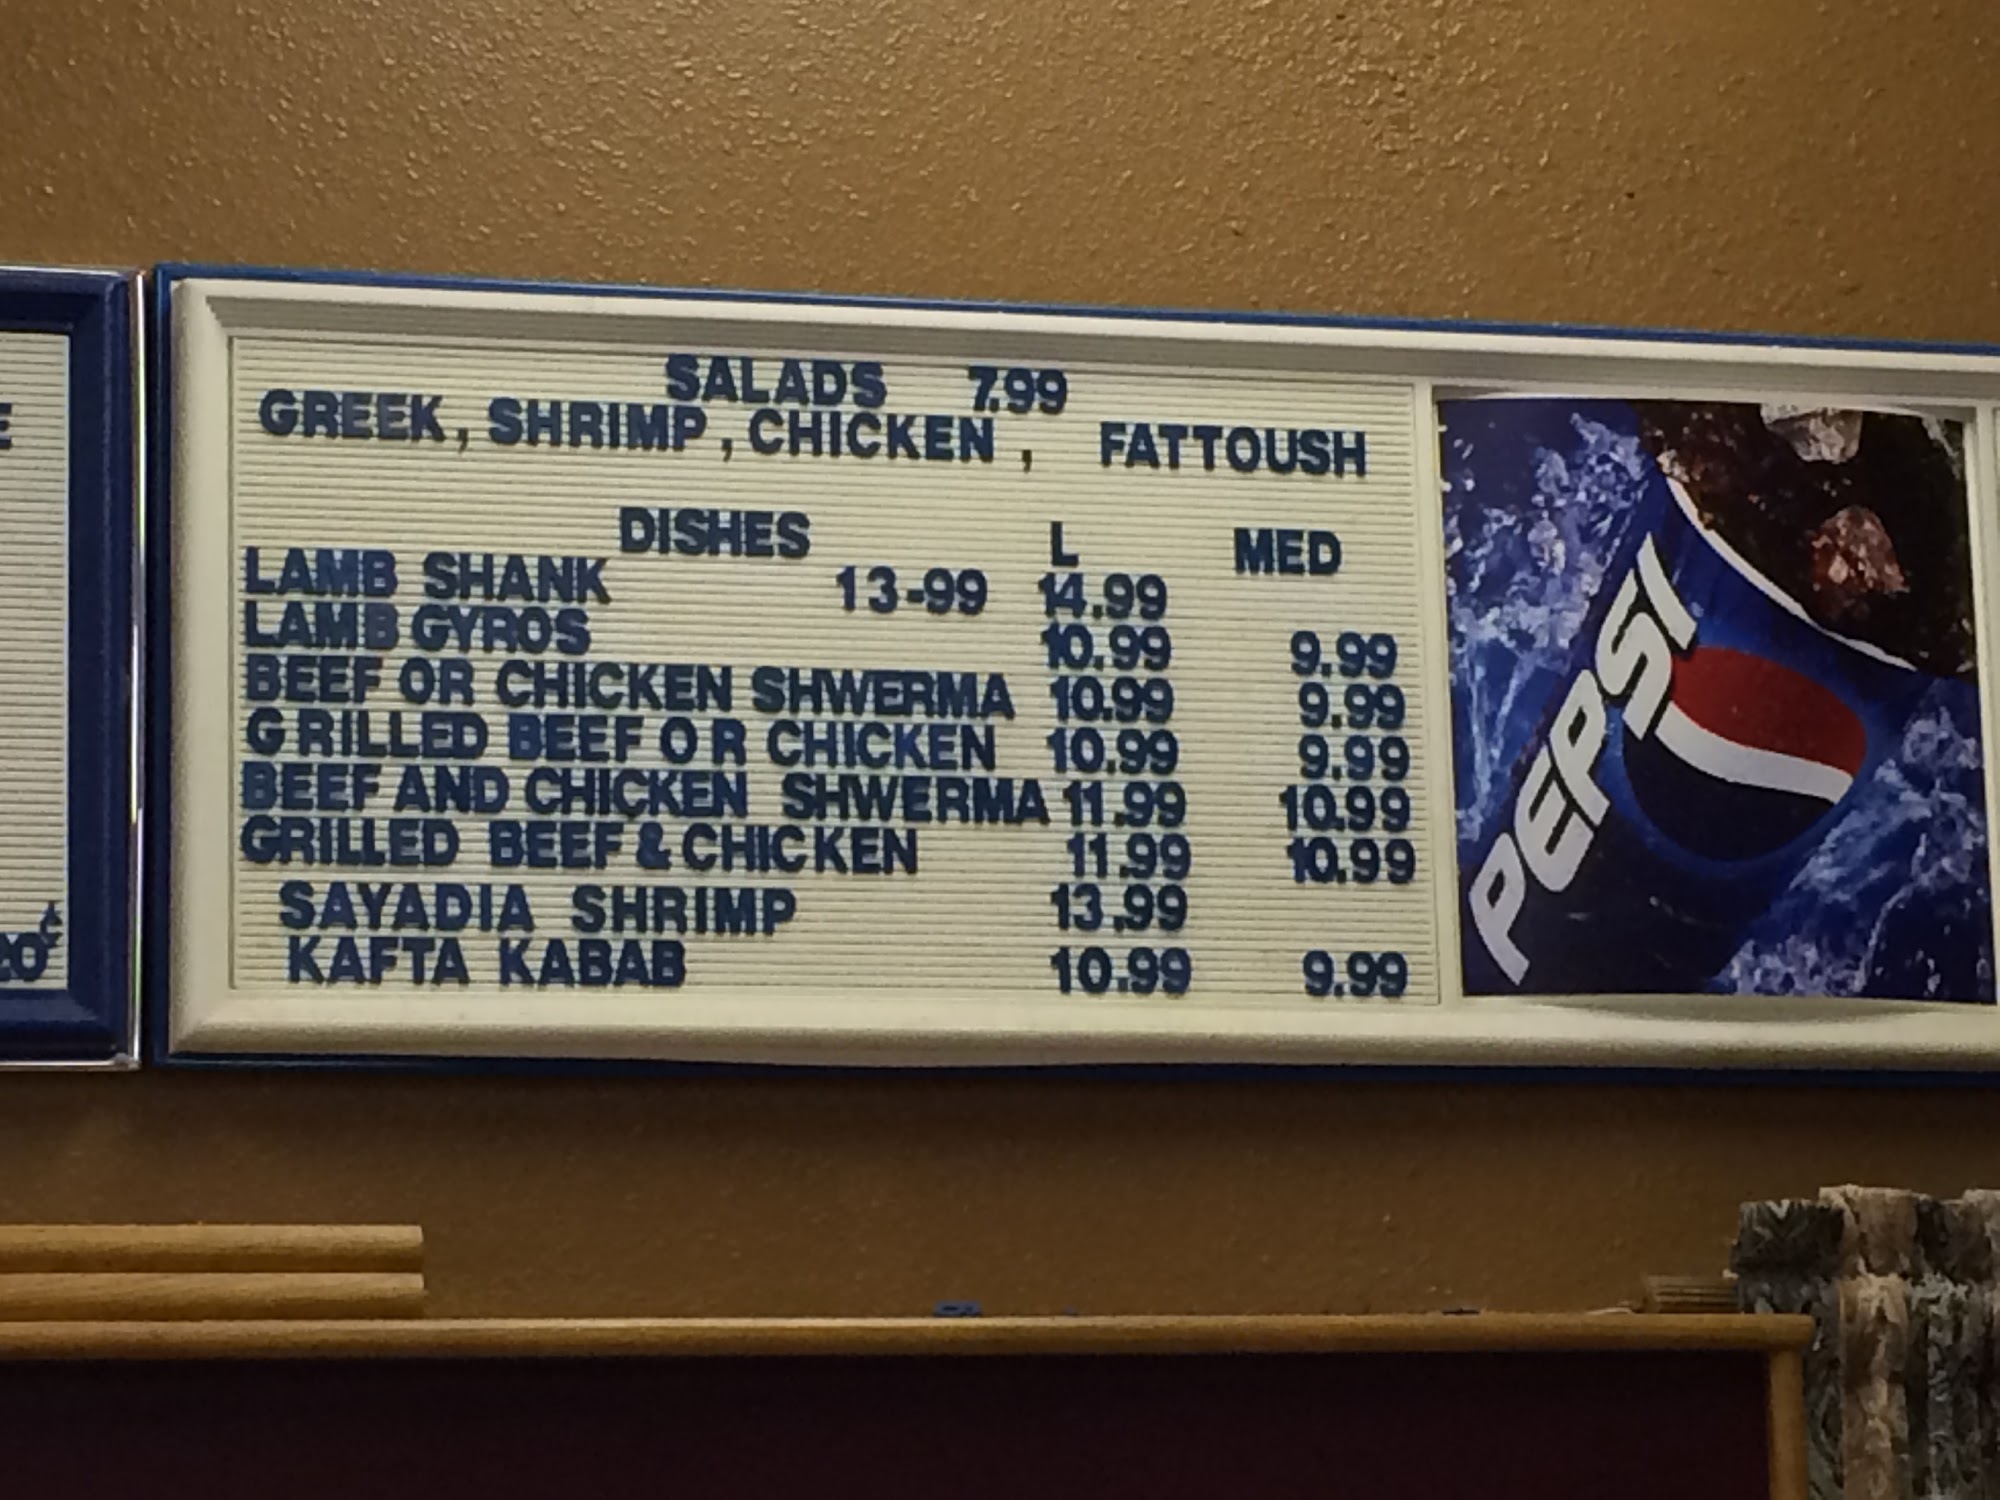 SALADS 7.99
GREEK, SHRIMP, CHICKEN, FATTOUSH
DISHES L MED
LAMB SHANK 13-99 14.99
LAMB GYROS 10.99 9.99
BEEF OR CHICKEN SHWERMA 10.99 9.99
GRILLED BEEF OR CHICKEN 10.99 9.99
BEEF AND CHICKEN SHWERMA 11.99 10.99
GRILLED BEEF & CHICKEN 11.99 10.99
SAYADIA SHRIMP 13.99
KAFTA KABAB 10.99 9.99
PEPSI